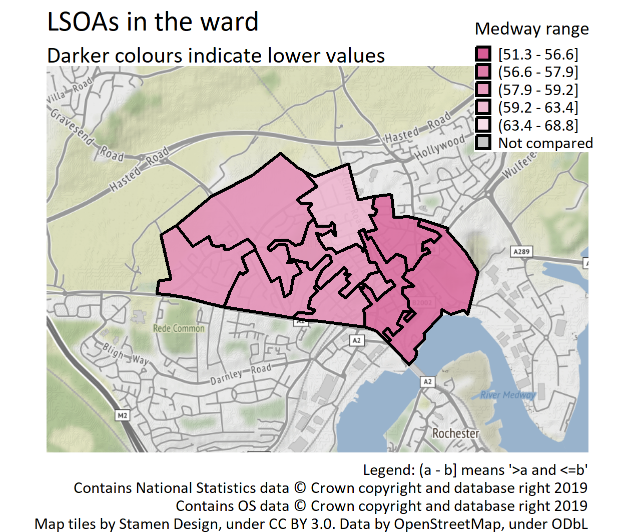 LSOAs in the ward
Darker colours indicate lower values
Medway range
[51.3 - 56.6]
(56.6 - 57.9]
(57.9 - 59.2]
(59.2 - 63.4]
(63.4 - 68.8]
Not compared
Villa Road
Gravesend Road
Hasted Road
Hasted Road
Hollywood
Wulfere
A289
Rede Common
A2
Bligh Way
Darnley Road
A2
M2
River Medway
Rochester
Legend: (a - b] means '>a and <=b'
Contains National Statistics data © Crown copyright and database right 2019
Contains OS data © Crown copyright and database right 2019
Map tiles by Stamen Design, under CC BY 3.0. Data by OpenStreetMap, under ODbL